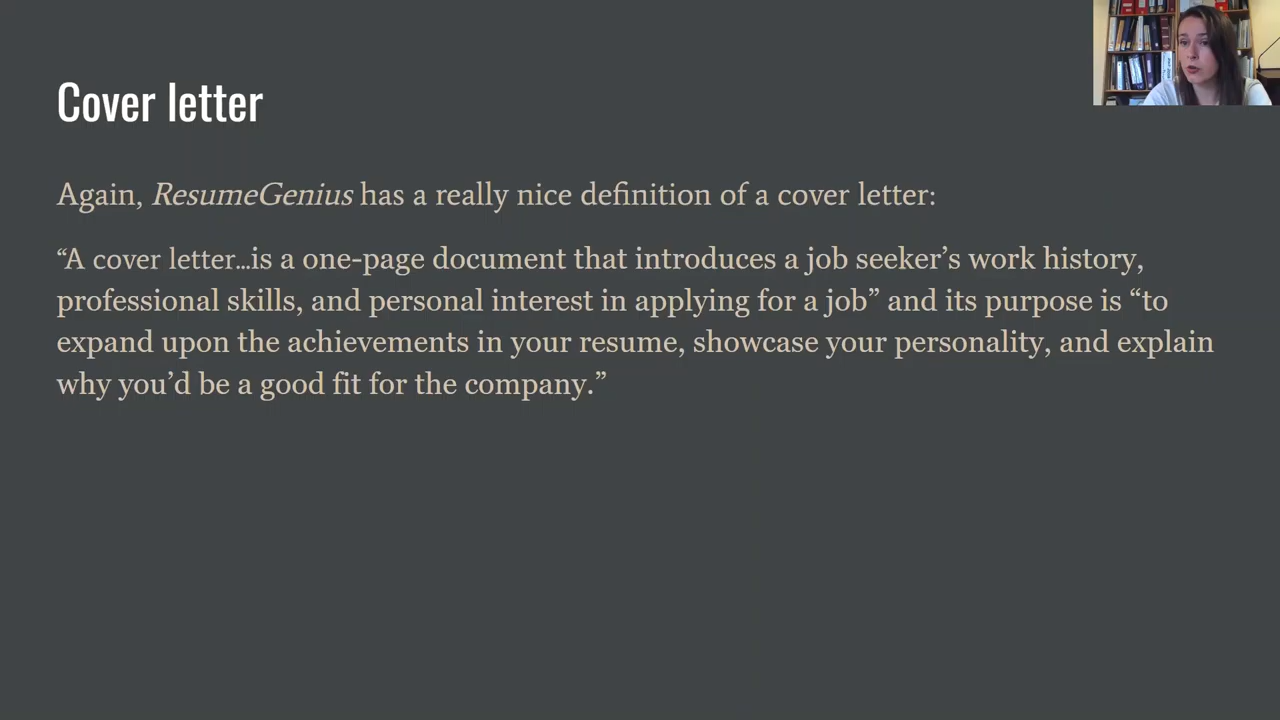 Cover letter
Again, ResumeGenius has a really nice definition of a cover letter:
“A cover letter…is a one-page document that introduces a job seeker’s work history,
professional skills, and personal interest in applying for a job” and its purpose is “to
expand upon the achievements in your resume, showcase your personality, and explain
why you’d be a good fit for the company.”